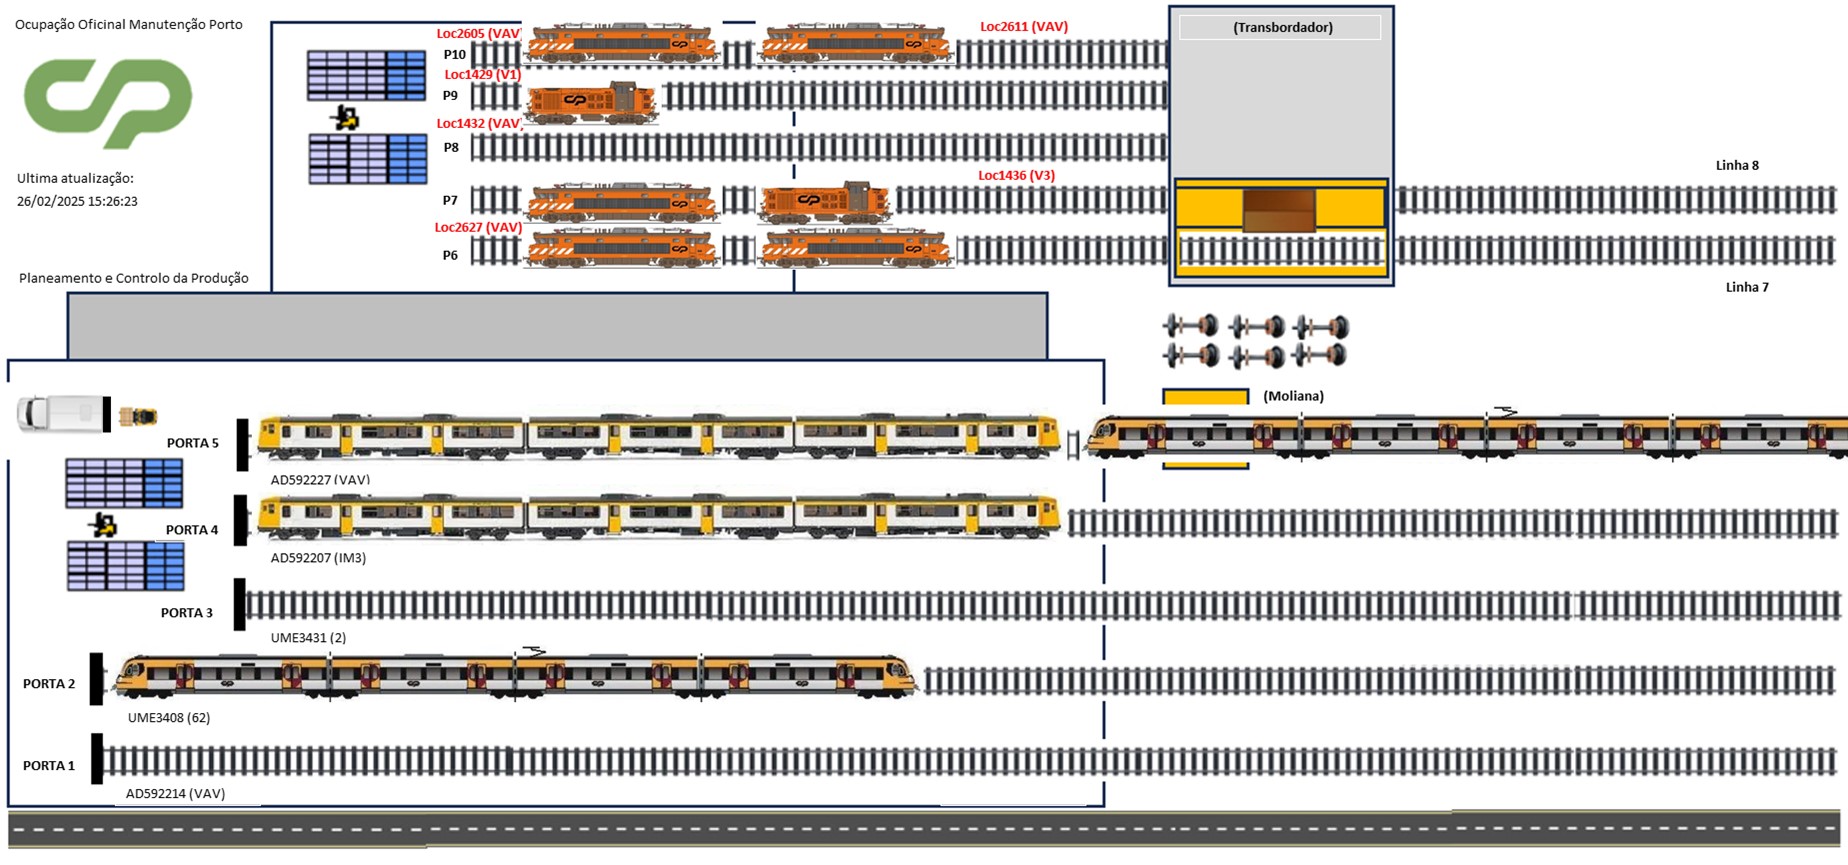 Ocupação Oficinal Manutenção Porto
Ultima atualização:
26/02/2025 15:26:23
Planeamento e Controlo da Produção
Loc2605 (VAV)
Loc2611 (VAV)
P10
Loc1429 (V1)
P9
Loc1432 (VAV)
P8
Loc1436 (V3)
P7
Loc2627 (VAV)
P6
(Transbordador)
Linha 8
Linha 7
(Moliana)
PORTA 5
AD592227 (VAV)
PORTA 4
AD592207 (IM3)
PORTA 3
UME3431 (2)
PORTA 2
UME3408 (62)
PORTA 1
AD592214 (VAV)